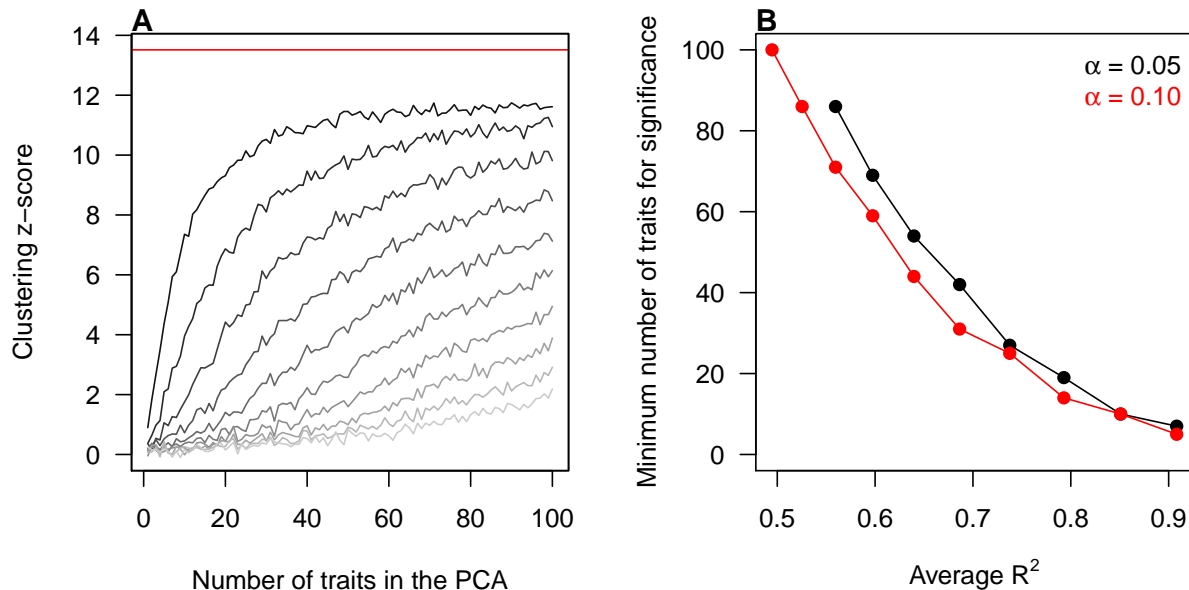 A
Clustering z−score
14
12
10
8
6
4
2
0
0 20 40 60 80 100
Number of traits in the PCA
B
Minimum number of traits for significance
100
80
60
40
20
0
α = 0.05
α = 0.10
0.5 0.6 0.7 0.8 0.9
Average R²